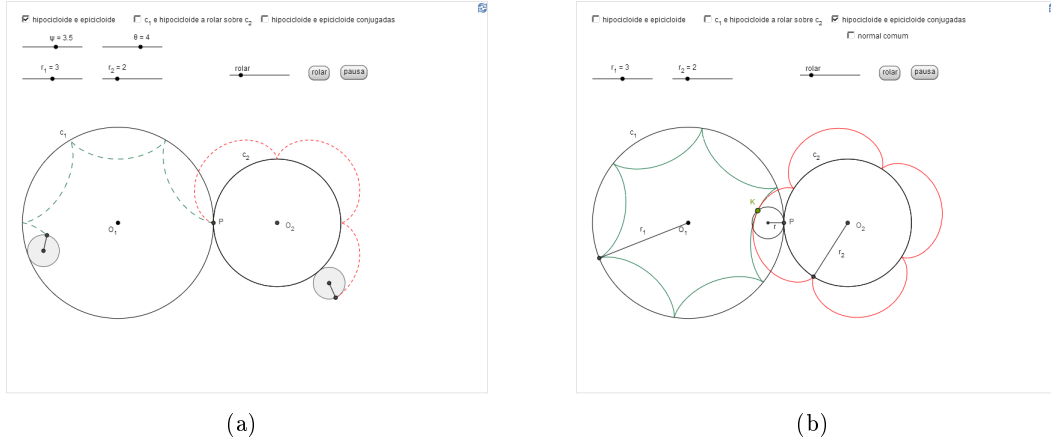 hipocicloide e epicicloide
c1 e hipocicloide a rolar sobre c2
hipocicloide e epicicloide conjugadas
ψ = 3.5
θ = 4
r1 = 3
r2 = 2
rolar
rolar
pausa
c1
c2
P
O1
O2
(a)
hipocicloide e epicicloide
c1 e hipocicloide a rolar sobre c2
hipocicloide e epicicloide conjugadas
normal comum
r1 = 3
r2 = 2
rolar
rolar
pausa
c1
c2
K
P
r
r1
O1
O2
r2
(b)